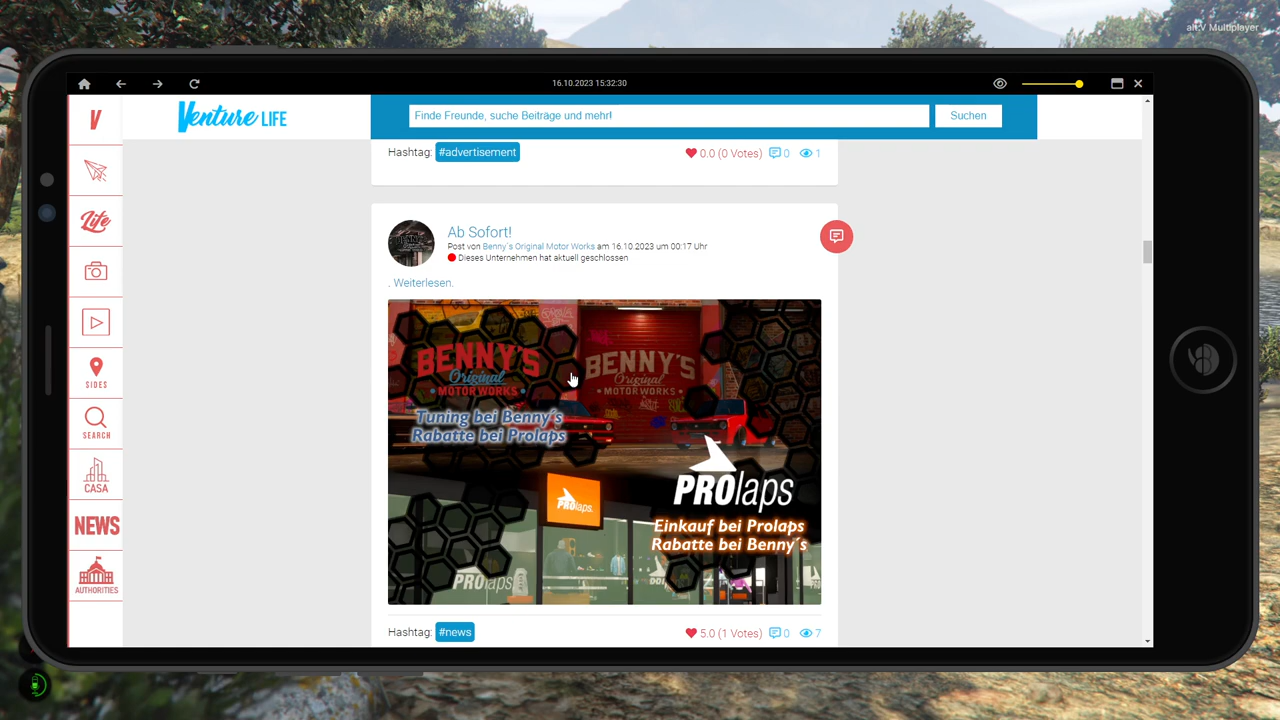 alt:V Multiplayer
16.10.2023 15:32:30
V
Venture LIFE
Finde Freunde, suche Beiträge und mehr!
Suchen
Life
SIDES
SEARCH
CASA
NEWS
AUTHORITIES
Hashtag: #advertisement
0.0 (0 Votes) 0 1
Ab Sofort!
Post von Benny´s Original Motor Works am 16.10.2023 um 00:17 Uhr
Dieses Unternehmen hat aktuell geschlossen
. Weiterlesen.
BENNY'S
Original
MOTORWORKS
BENNY'S
Original
MOTORWORKS
Tuning bei Benny´s
Rabatte bei Prolaps
PROlaps
PROlaps.
Einkauf bei Prolaps
Rabatte bei Benny´s
PROlaps
Hashtag: #news
5.0 (1 Votes) 0 7